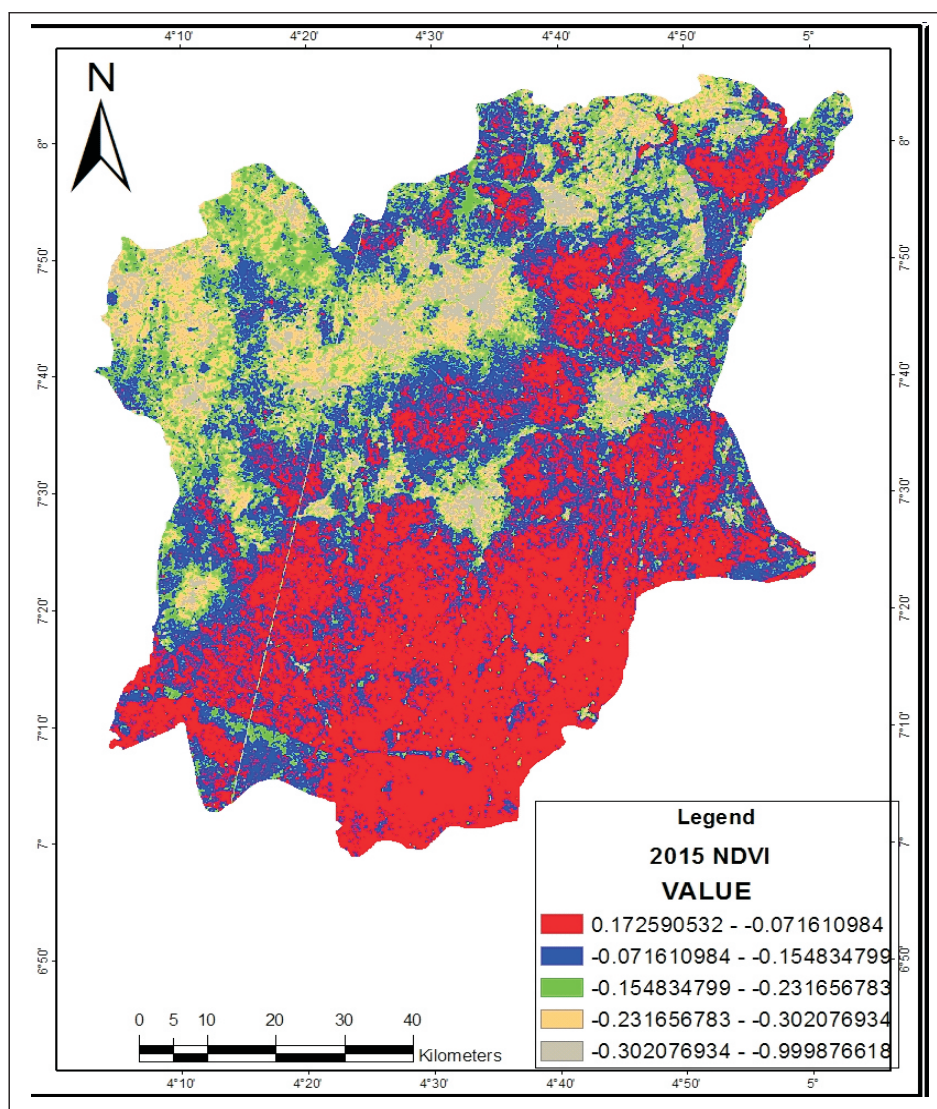 4°10' 4°20' 4°30' 4°40' 4°50' 5°
N
8° 8°
7°50' 7°50'
7°40' 7°40'
7°30' 7°30'
7°20' 7°20'
7°10' 7°10'
7° 7°
6°50' 6°50'
Legend
2015 NDVI
VALUE
0.172590532 - -0.071610984
-0.071610984 - -0.154834799
-0.154834799 - -0.231656783
-0.231656783 - -0.302076934
-0.302076934 - -0.999876618
0 5 10 20 30 40
Kilometers
4°10' 4°20' 4°30' 4°40' 4°50' 5°